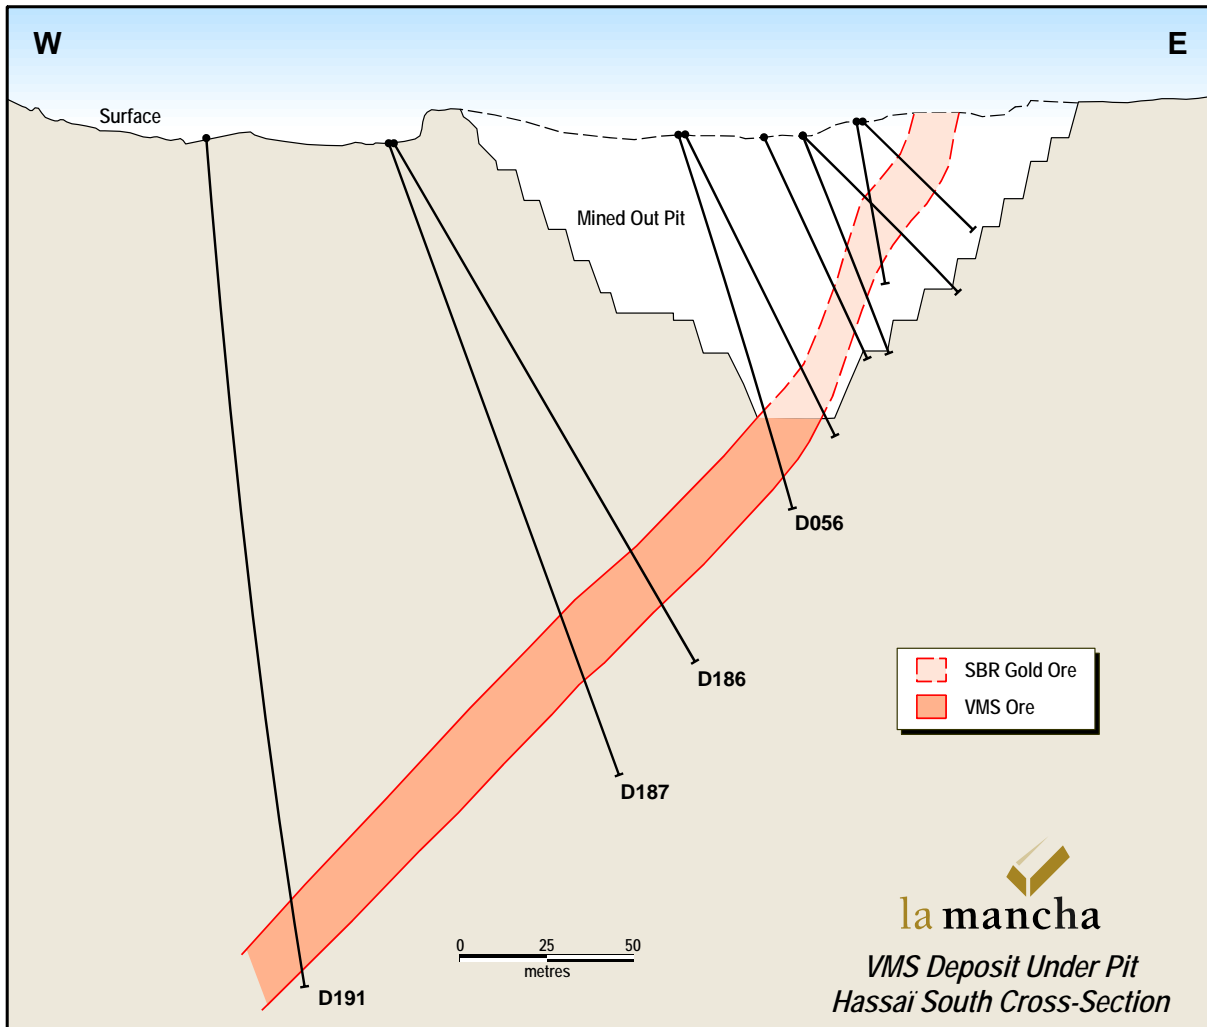 W
E
Surface
Mined Out Pit
D056
D186
D187
D191
SBR Gold Ore
VMS Ore
0 25 50
metres
la mancha
VMS Deposit Under Pit
Hassaï South Cross-Section